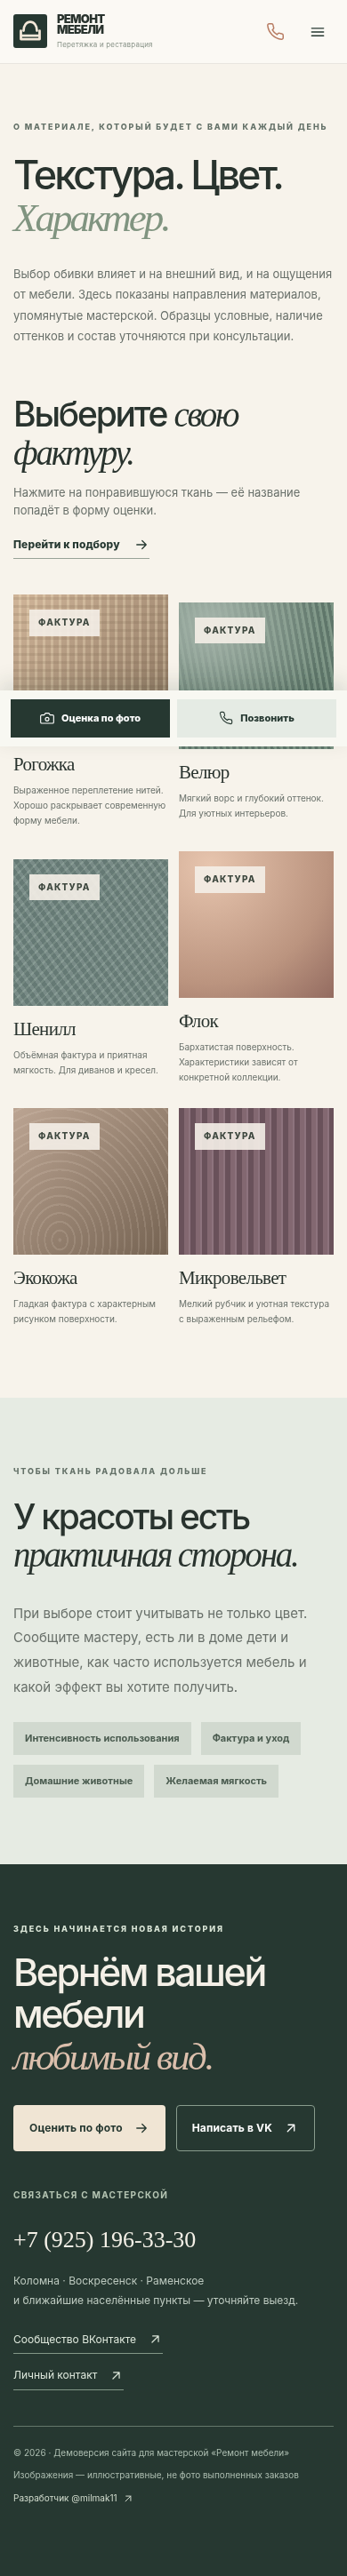 РЕМОНТ
МЕБЕЛИ
Перетяжка и реставрация
О МАТЕРИАЛЕ, КОТОРЫЙ БУДЕТ С ВАМИ КАЖДЫЙ ДЕНЬ
Текстура. Цвет.
Характер.
Выбор обивки влияет и на внешний вид, и на ощущения
от мебели. Здесь показаны направления материалов,
упомянутые мастерской. Образцы условные, наличие
оттенков и состав уточняются при консультации.
Выберите свою
фактуру.
Нажмите на понравившуюся ткань — её название
попадёт в форму оценки.
Перейти к подбору
ФАКТУРА
ФАКТУРА
Оценка по фото
Позвонить
Рогожка
Выраженное переплетение нитей.
Хорошо раскрывает современную
форму мебели.
Велюр
Мягкий ворс и глубокий оттенок.
Для уютных интерьеров.
ФАКТУРА
Шенилл
Объёмная фактура и приятная
мягкость. Для диванов и кресел.
ФАКТУРА
Флок
Бархатистая поверхность.
Характеристики зависят от
конкретной коллекции.
ФАКТУРА
Экокожа
Гладкая фактура с характерным
рисунком поверхности.
ФАКТУРА
Микровельвет
Мелкий рубчик и уютная текстура
с выраженным рельефом.
ЧТОБЫ ТКАНЬ РАДОВАЛА ДОЛЬШЕ
У красоты есть
практичная сторона.
При выборе стоит учитывать не только цвет.
Сообщите мастеру, есть ли в доме дети и
животные, как часто используется мебель и
какой эффект вы хотите получить.
Интенсивность использования
Фактура и уход
Домашние животные
Желаемая мягкость
ЗДЕСЬ НАЧИНАЕТСЯ НОВАЯ ИСТОРИЯ
Вернём вашей
мебели
любимый вид.
Оценить по фото
Написать в VK
СВЯЗАТЬСЯ С МАСТЕРСКОЙ
+7 (925) 196-33-30
Коломна · Воскресенск · Раменское
и ближайшие населённые пункты — уточняйте выезд.
Сообщество ВКонтакте
Личный контакт
© 2026 · Демоверсия сайта для мастерской «Ремонт мебели»
Изображения — иллюстративные, не фото выполненных заказов
Разработчик @milmak11